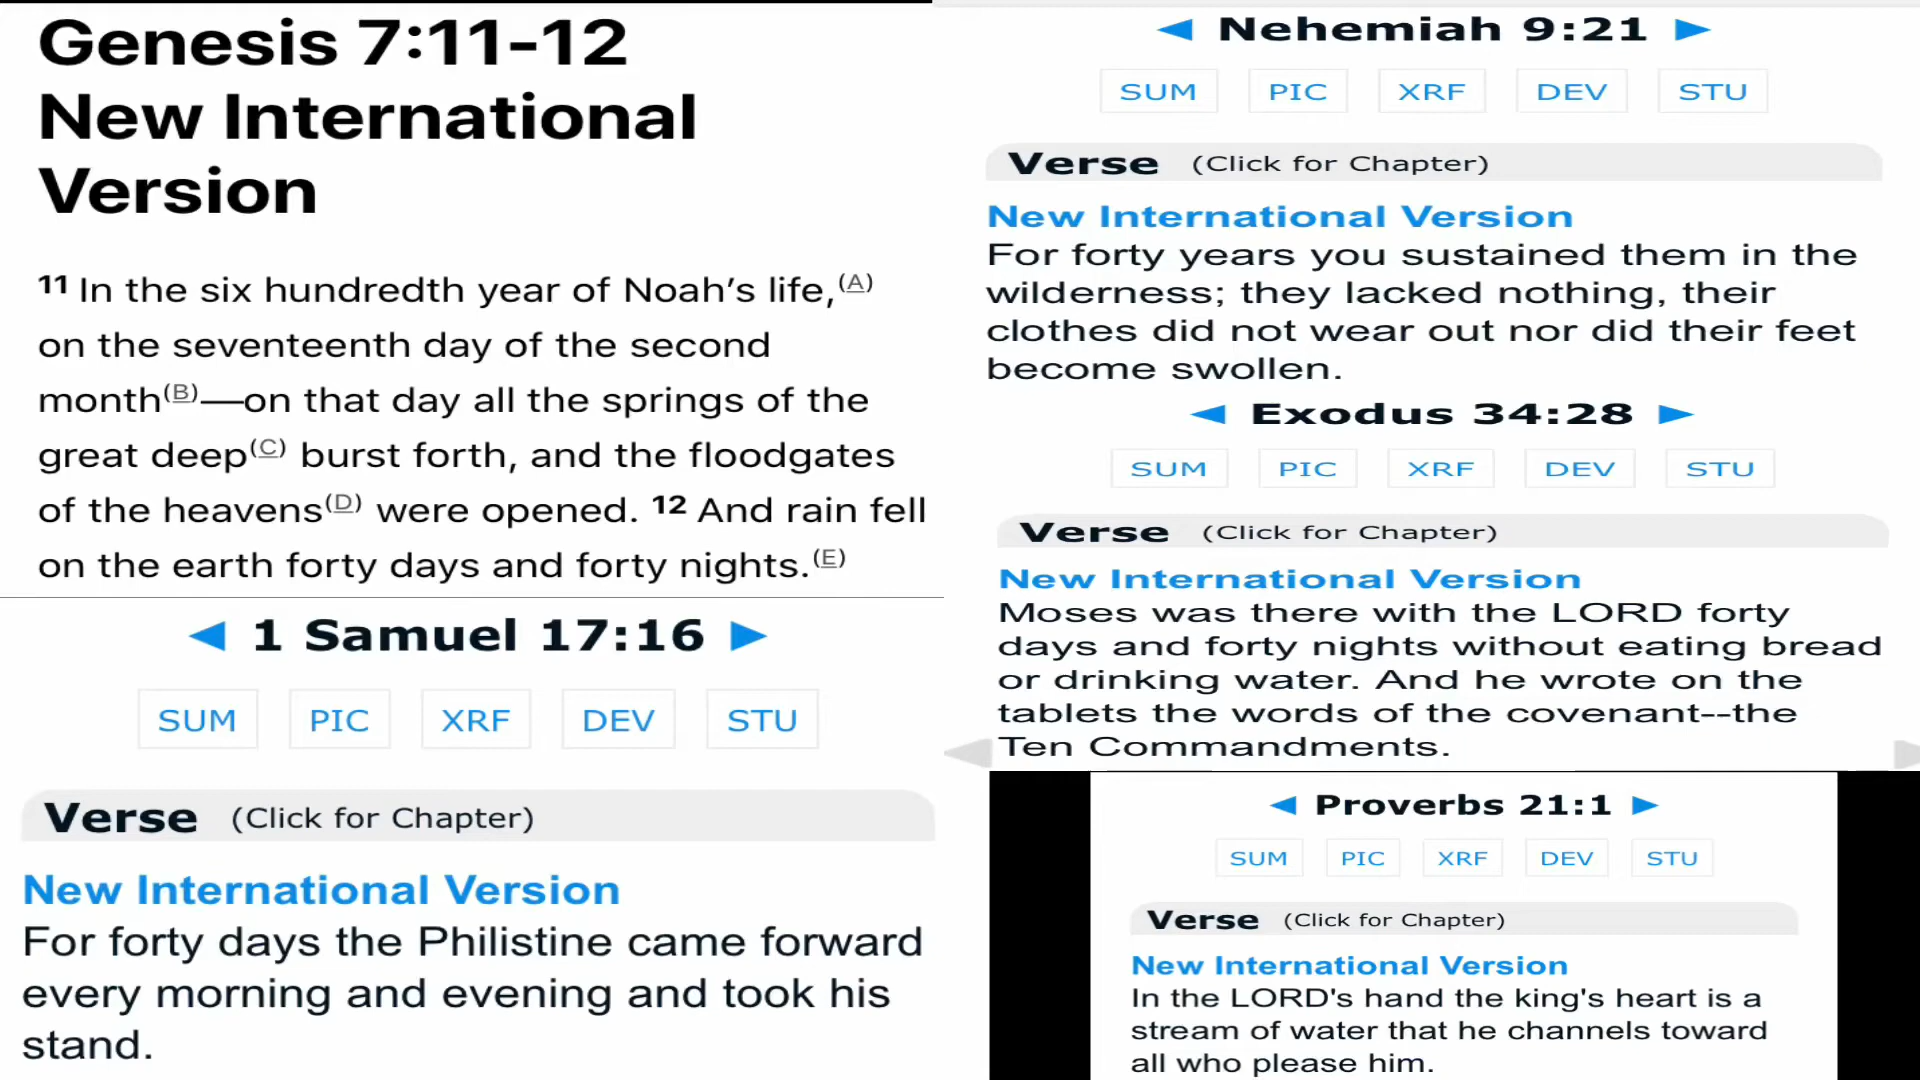 Genesis 7:11-12
New International
Version
11 In the six hundredth year of Noah’s life,(A)
on the seventeenth day of the second
month(B)—on that day all the springs of the
great deep(C) burst forth, and the floodgates
of the heavens(D) were opened. 12 And rain fell
on the earth forty days and forty nights.(E)
◄ 1 Samuel 17:16 ►
SUM PIC XRF DEV STU
Verse (Click for Chapter)
New International Version
For forty days the Philistine came forward
every morning and evening and took his
stand.
◄ Nehemiah 9:21 ►
SUM PIC XRF DEV STU
Verse (Click for Chapter)
New International Version
For forty years you sustained them in the
wilderness; they lacked nothing, their
clothes did not wear out nor did their feet
become swollen.
◄ Exodus 34:28 ►
SUM PIC XRF DEV STU
Verse (Click for Chapter)
New International Version
Moses was there with the LORD forty
days and forty nights without eating bread
or drinking water. And he wrote on the
tablets the words of the covenant--the
Ten Commandments.
◄ Proverbs 21:1 ►
SUM PIC XRF DEV STU
Verse (Click for Chapter)
New International Version
In the LORD's hand the king's heart is a
stream of water that he channels toward
all who please him.